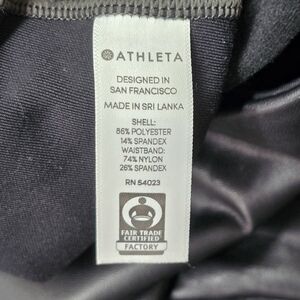 ATHLETA
DESIGNED IN
SAN FRANCISCO
MADE IN SRI LANKA
SHELL:
86% POLYESTER
14% SPANDEX
WAISTBAND:
74% NYLON
26% SPANDEX
RN 54023
FAIR TRADE
CERTIFIED
FACTORY